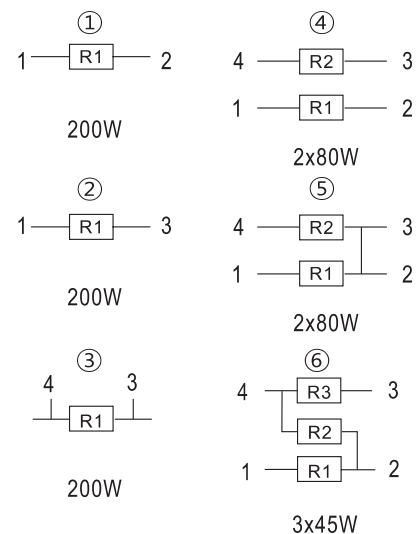 ①
1 R1 2
200W
②
1 R1 3
200W
③
4 3
R1
200W
④
4 R2 3
1 R1 2
2x80W
⑤
4 R2 3
1 R1 2
2x80W
⑥
4 R3 3
R2
1 R1 2
3x45W